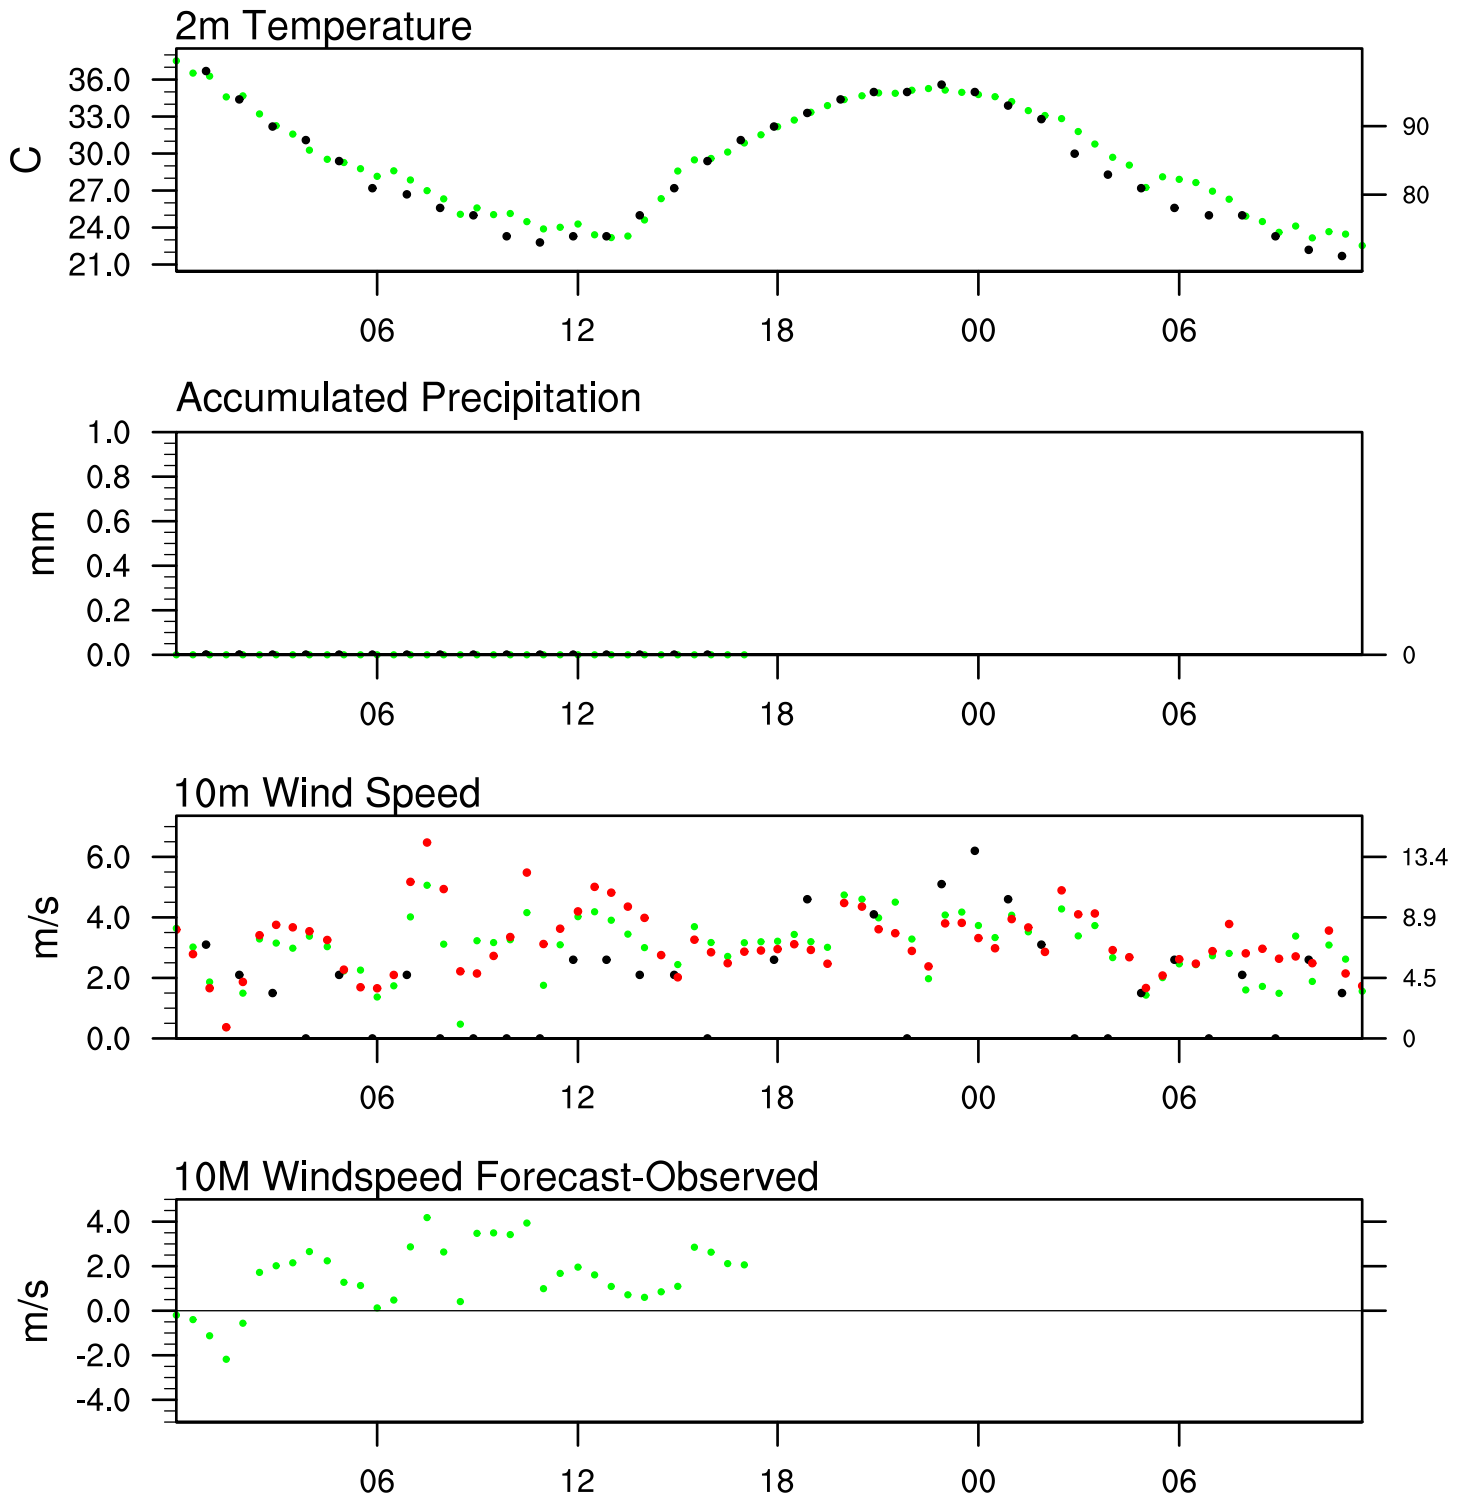 2m Temperature
36.0
33.0
30.0
27.0
24.0
21.0
C
90
80
06 12 18 00 06
Accumulated Precipitation
1.0
0.8
0.6
0.4
0.2
0.0
mm
0
06 12 18 00 06
10m Wind Speed
6.0
4.0
2.0
0.0
m/s
13.4
8.9
4.5
0
06 12 18 00 06
10M Windspeed Forecast-Observed
4.0
2.0
0.0
-2.0
-4.0
m/s
06 12 18 00 06